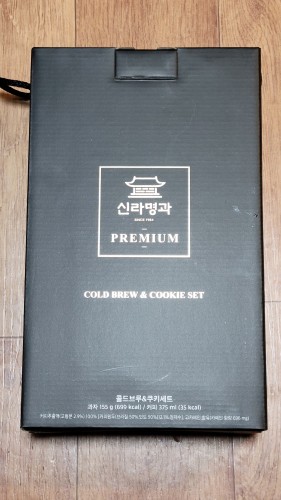 신라명과
SINCE 1984
PREMIUM
COLD BREW & COOKIE SET
콜드브루&쿠키세트
과자 155 g (699 kcal) / 커피 375 ml (35 kcal)